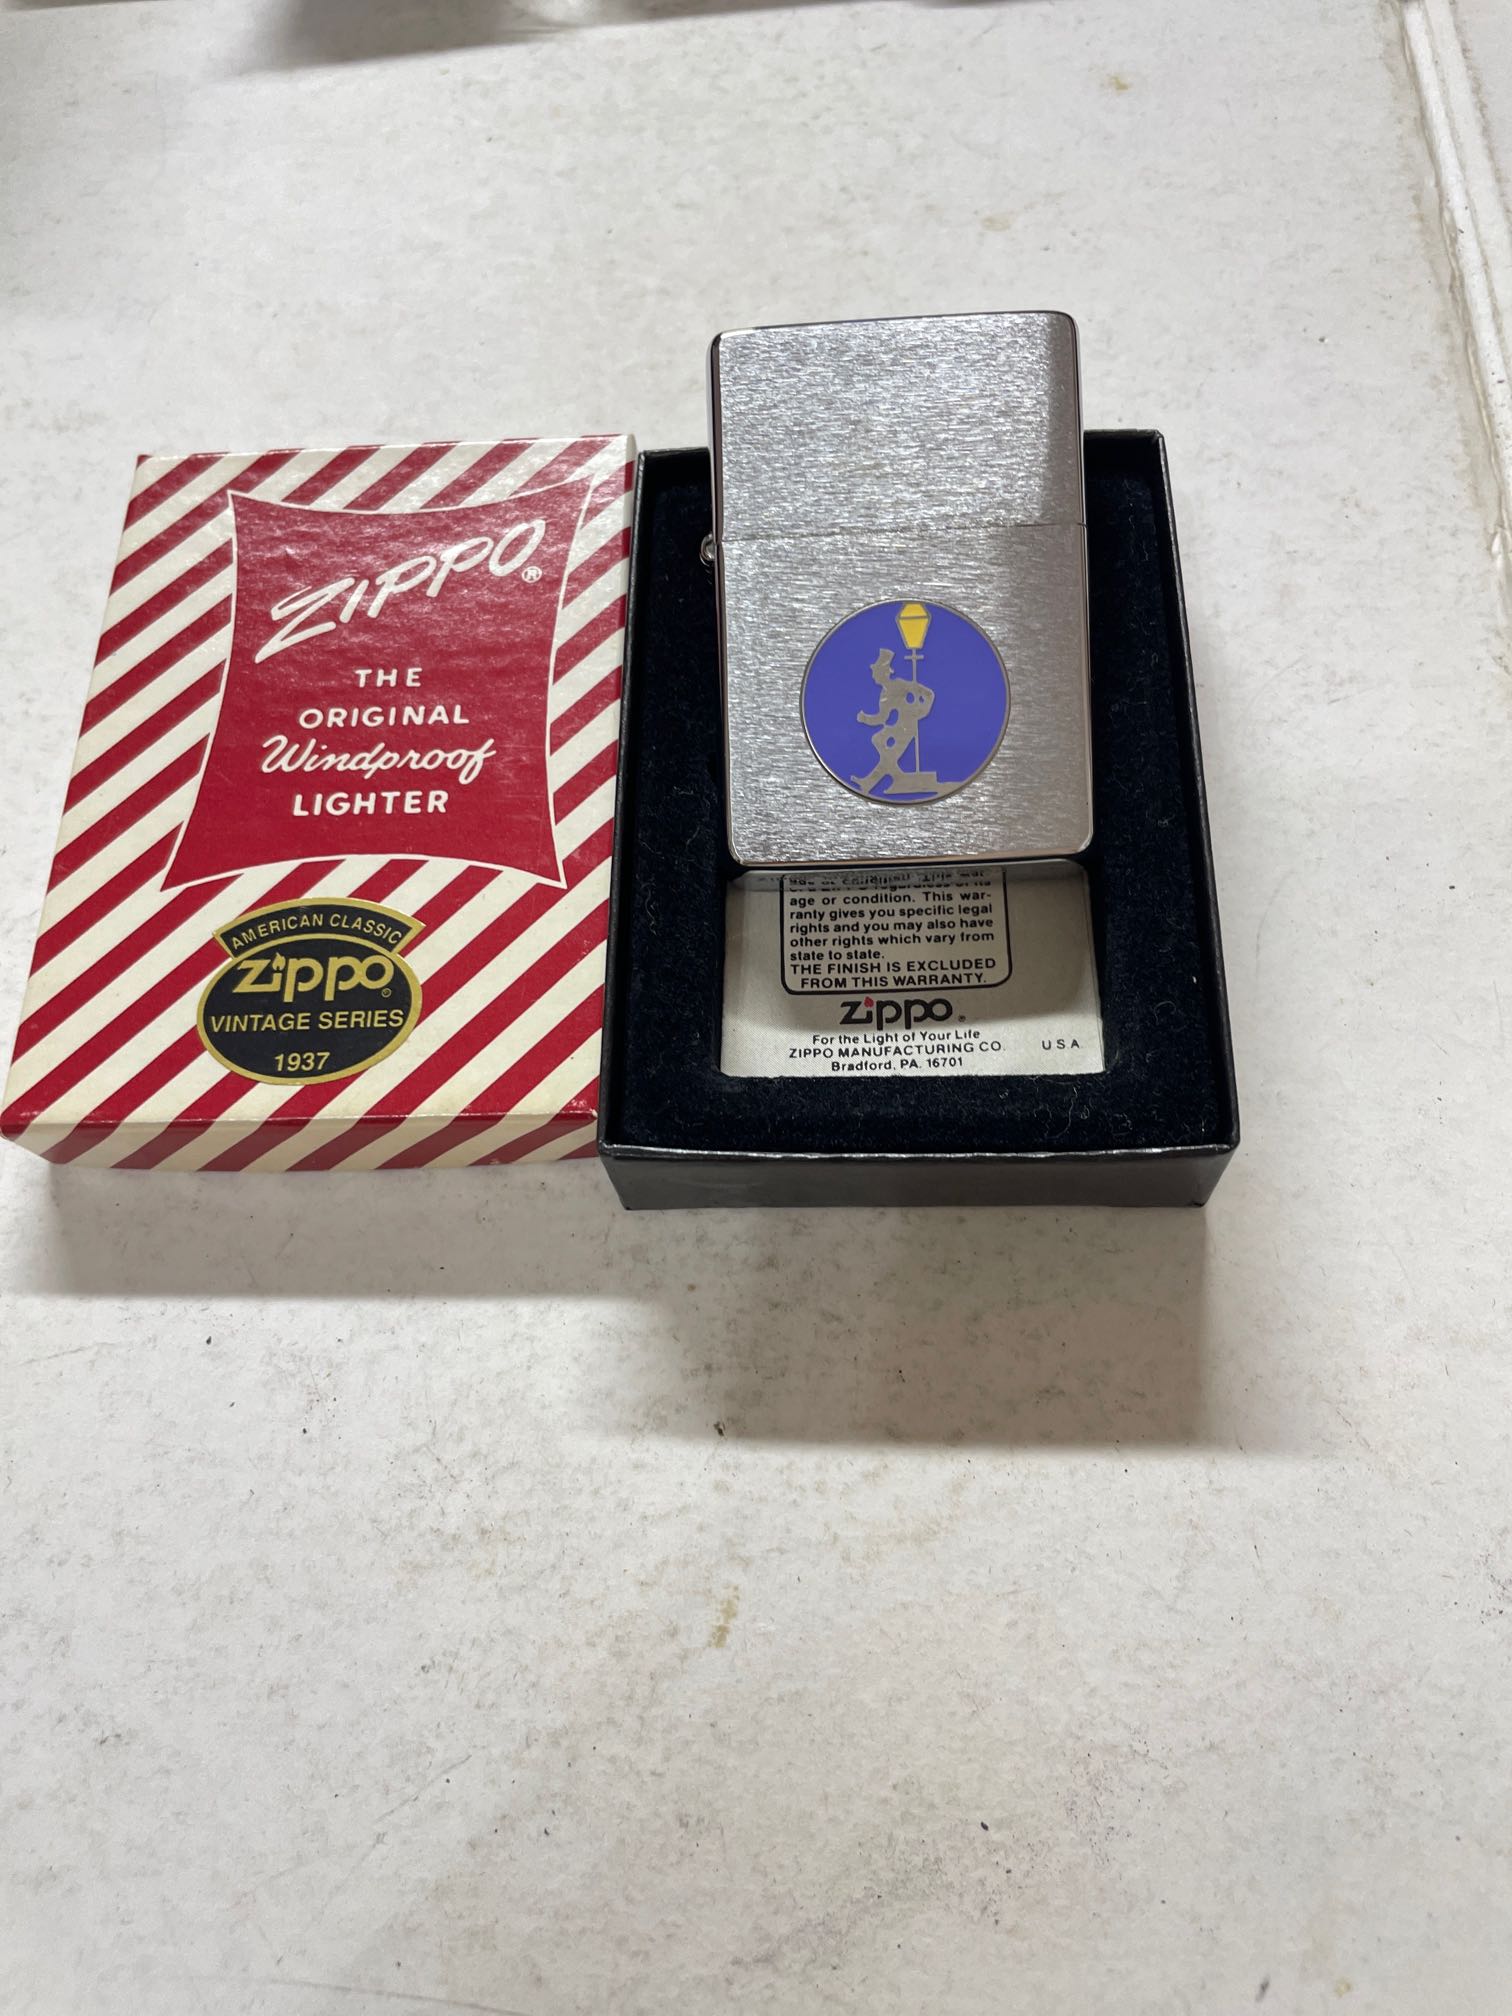 ZIPPO®
THE
ORIGINAL
Windproof
LIGHTER
AMERICAN CLASSIC
zippo®
VINTAGE SERIES
1937
age or condition. This war-
ranty gives you specific legal
rights and you may also have
other rights which vary from
state to state.
THE FINISH IS EXCLUDED
FROM THIS WARRANTY.
zippo®
For the Light of Your Life
ZIPPO MANUFACTURING CO. U.S.A.
Bradford, PA. 16701